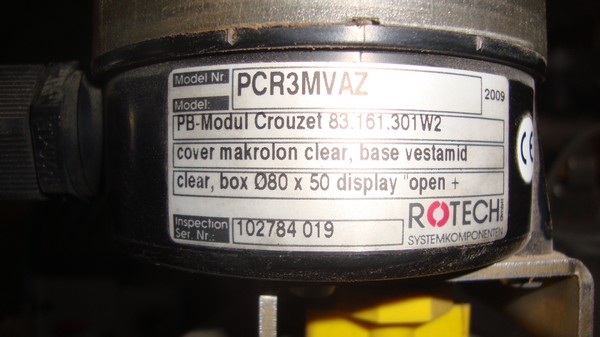 Model Nr
Model:
PCR3MVAZ
2009
PB-Modul Crouzet 83.161.301W2
cover makrolon clear, base vestamid
clear, box Ø80 x 50 display "open +
Inspection
Ser. Nr.:
102784 019
ROTECH
SYSTEMKOMPONENTEN
CE